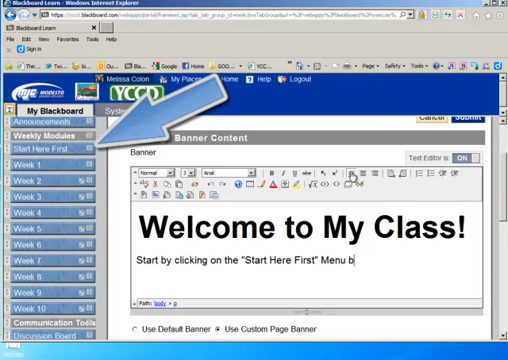 Blackboard Learn - Windows Internet Explorer
Blackboard Learn
File Edit View Favorites Tools Help
Sign in
Page Safety Tools
Melissa Colon My Places Home Help Logout
MODESTO YCCD
My Blackboard
Announcements
Weekly Modules
Start Here First
Week 1
Week 2
Week 3
Week 4
Week 5
Week 6
Week 7
Week 8
Week 9
Week 10
Communication Tools
Discussion Board
Cancel Submit
Banner Content
Banner
Text Editor is: ON
Normal 3 Arial
Welcome to My Class!
Start by clicking on the "Start Here First" Menu b
Path: body » p
Use Default Banner Use Custom Page Banner